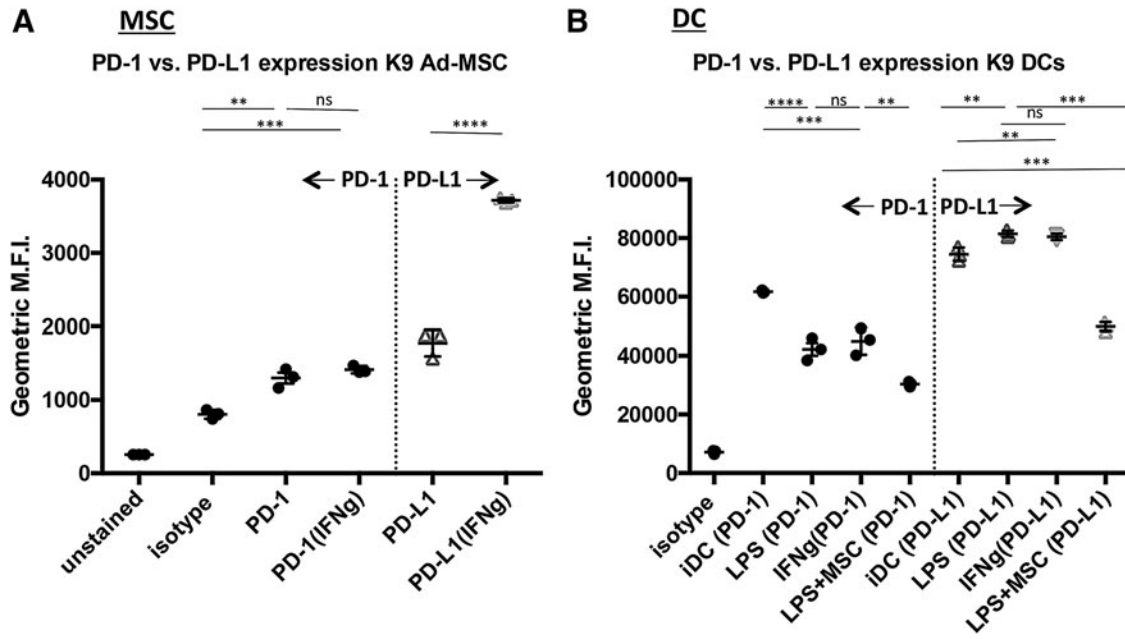 A MSC
PD-1 vs. PD-L1 expression K9 Ad-MSC
** ns
*** ****
← PD-1 PD-L1 →
Geometric M.F.I.
4000
3000
2000
1000
0
unstained
isotype
PD-1
PD-1(IFNg)
PD-L1
PD-L1(IFNg)
B DC
PD-1 vs. PD-L1 expression K9 DCs
**** ns ** ** ***
ns
*** **
***
← PD-1 PD-L1 →
Geometric M.F.I.
100000
80000
60000
40000
20000
0
isotype
iDC (PD-1)
LPS (PD-1)
IFNg(PD-1)
LPS+MSC (PD-1)
iDC (PD-L1)
LPS (PD-L1)
IFNg(PD-L1)
LPS+MSC (PD-L1)